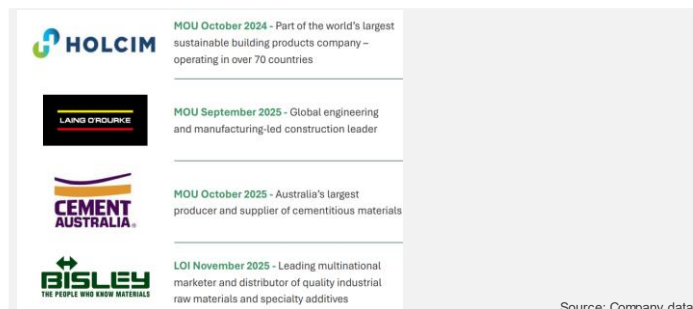 HOLCIM
MOU October 2024 - Part of the world's largest
sustainable building products company –
operating in over 70 countries
LAING O'ROURKE
MOU September 2025 - Global engineering
and manufacturing-led construction leader
CEMENT
AUSTRALIA
MOU October 2025 - Australia's largest
producer and supplier of cementitious materials
BISLEY
THE PEOPLE WHO KNOW MATERIALS
LOI November 2025 - Leading multinational
marketer and distributor of quality industrial
raw materials and specialty additives
Source: Company data